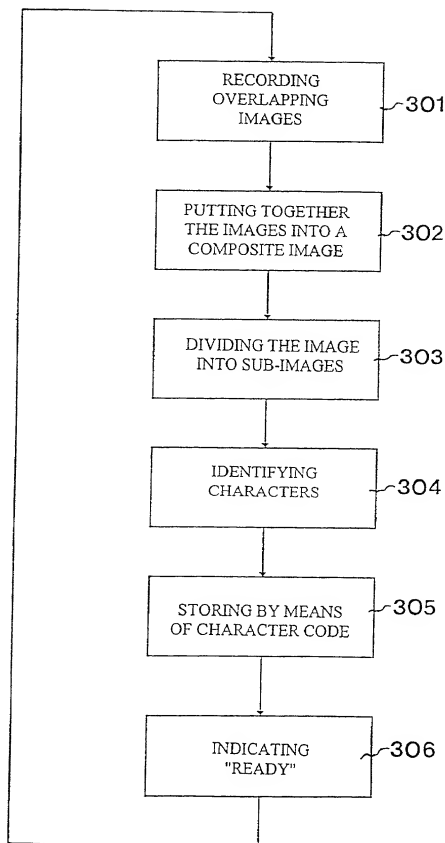 RECORDING
OVERLAPPING
IMAGES
301
PUTTING TOGETHER
THE IMAGES INTO A
COMPOSITE IMAGE
302
DIVIDING THE IMAGE
INTO SUB-IMAGES
303
IDENTIFYING
CHARACTERS
304
STORING BY MEANS
OF CHARACTER CODE
305
INDICATING
"READY"
306